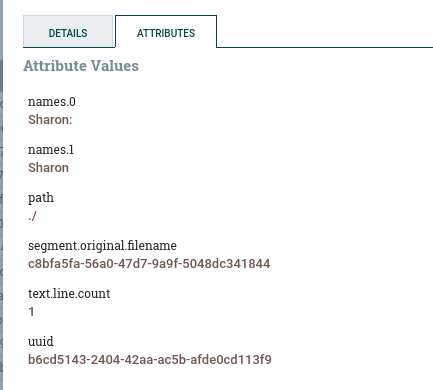 DETAILS
ATTRIBUTES
Attribute Values
names.0
Sharon:
names.1
Sharon
path
./
segment.original.filename
c8bfa5fa-56a0-47d7-9a9f-5048dc341844
text.line.count
1
uuid
b6cd5143-2404-42aa-ac5b-afde0cd113f9